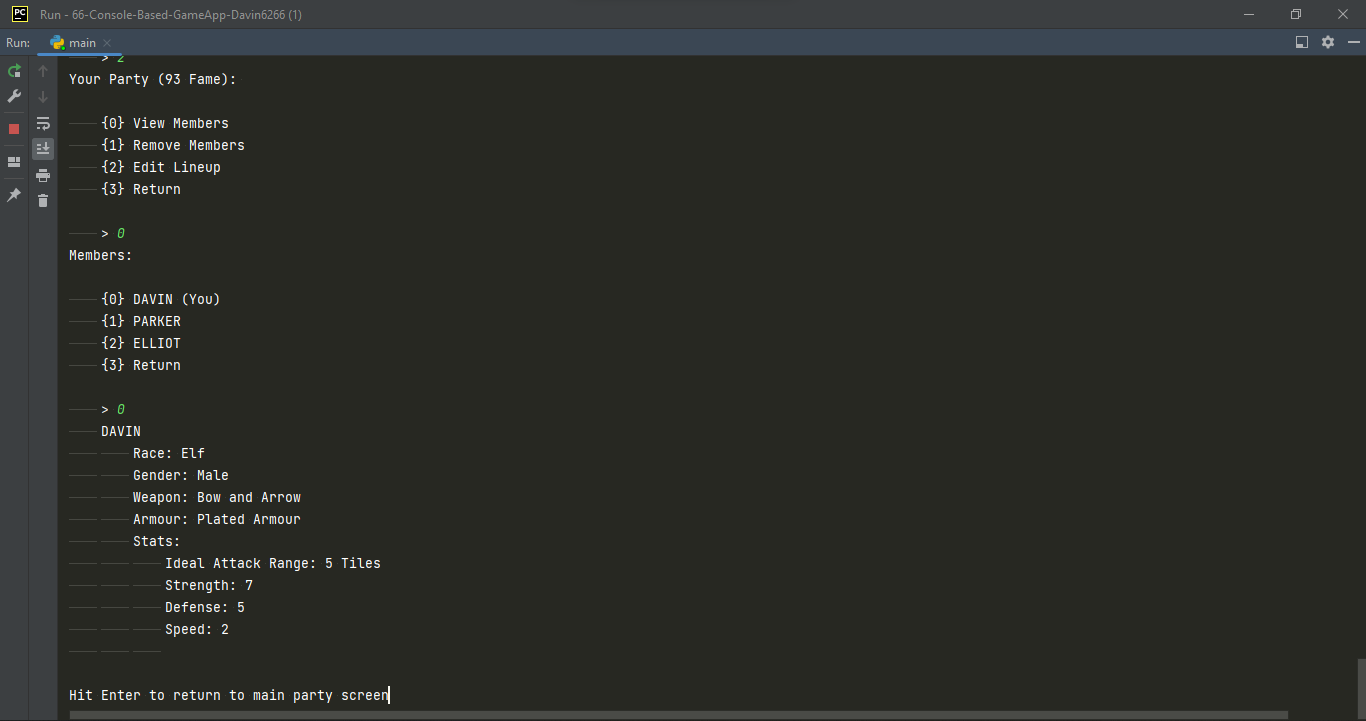 PC Run - 66-Console-Based-GameApp-Davin6266 (1)
Run: main
> 2
Your Party (93 Fame):
{0} View Members
{1} Remove Members
{2} Edit Lineup
{3} Return
> 0
Members:
{0} DAVIN (You)
{1} PARKER
{2} ELLIOT
{3} Return
> 0
DAVIN
Race: Elf
Gender: Male
Weapon: Bow and Arrow
Armour: Plated Armour
Stats:
Ideal Attack Range: 5 Tiles
Strength: 7
Defense: 5
Speed: 2
Hit Enter to return to main party screen